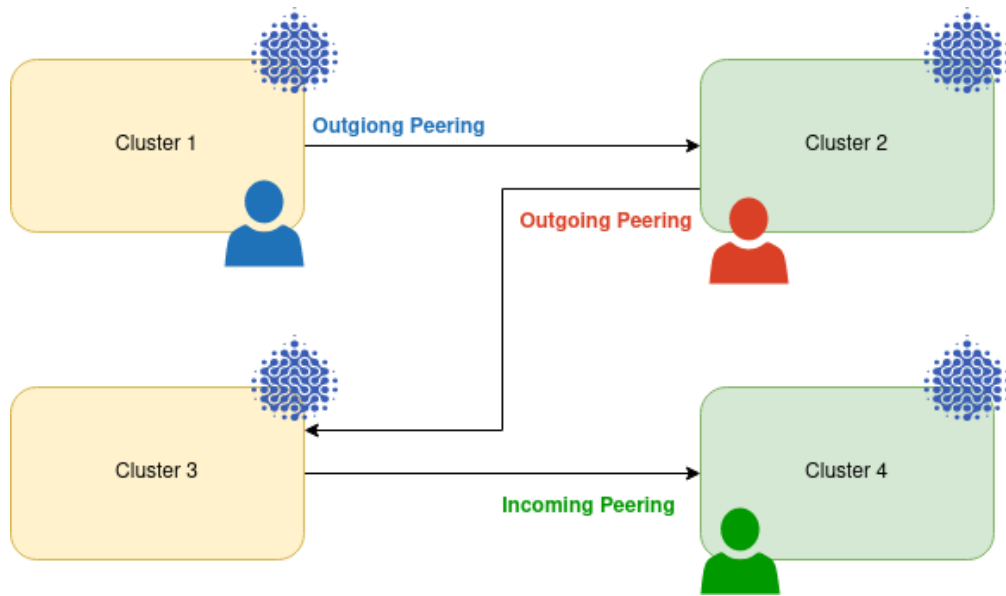 Cluster 1
Outgiong Peering
Cluster 2
Outgoing Peering
Cluster 3
Cluster 4
Incoming Peering